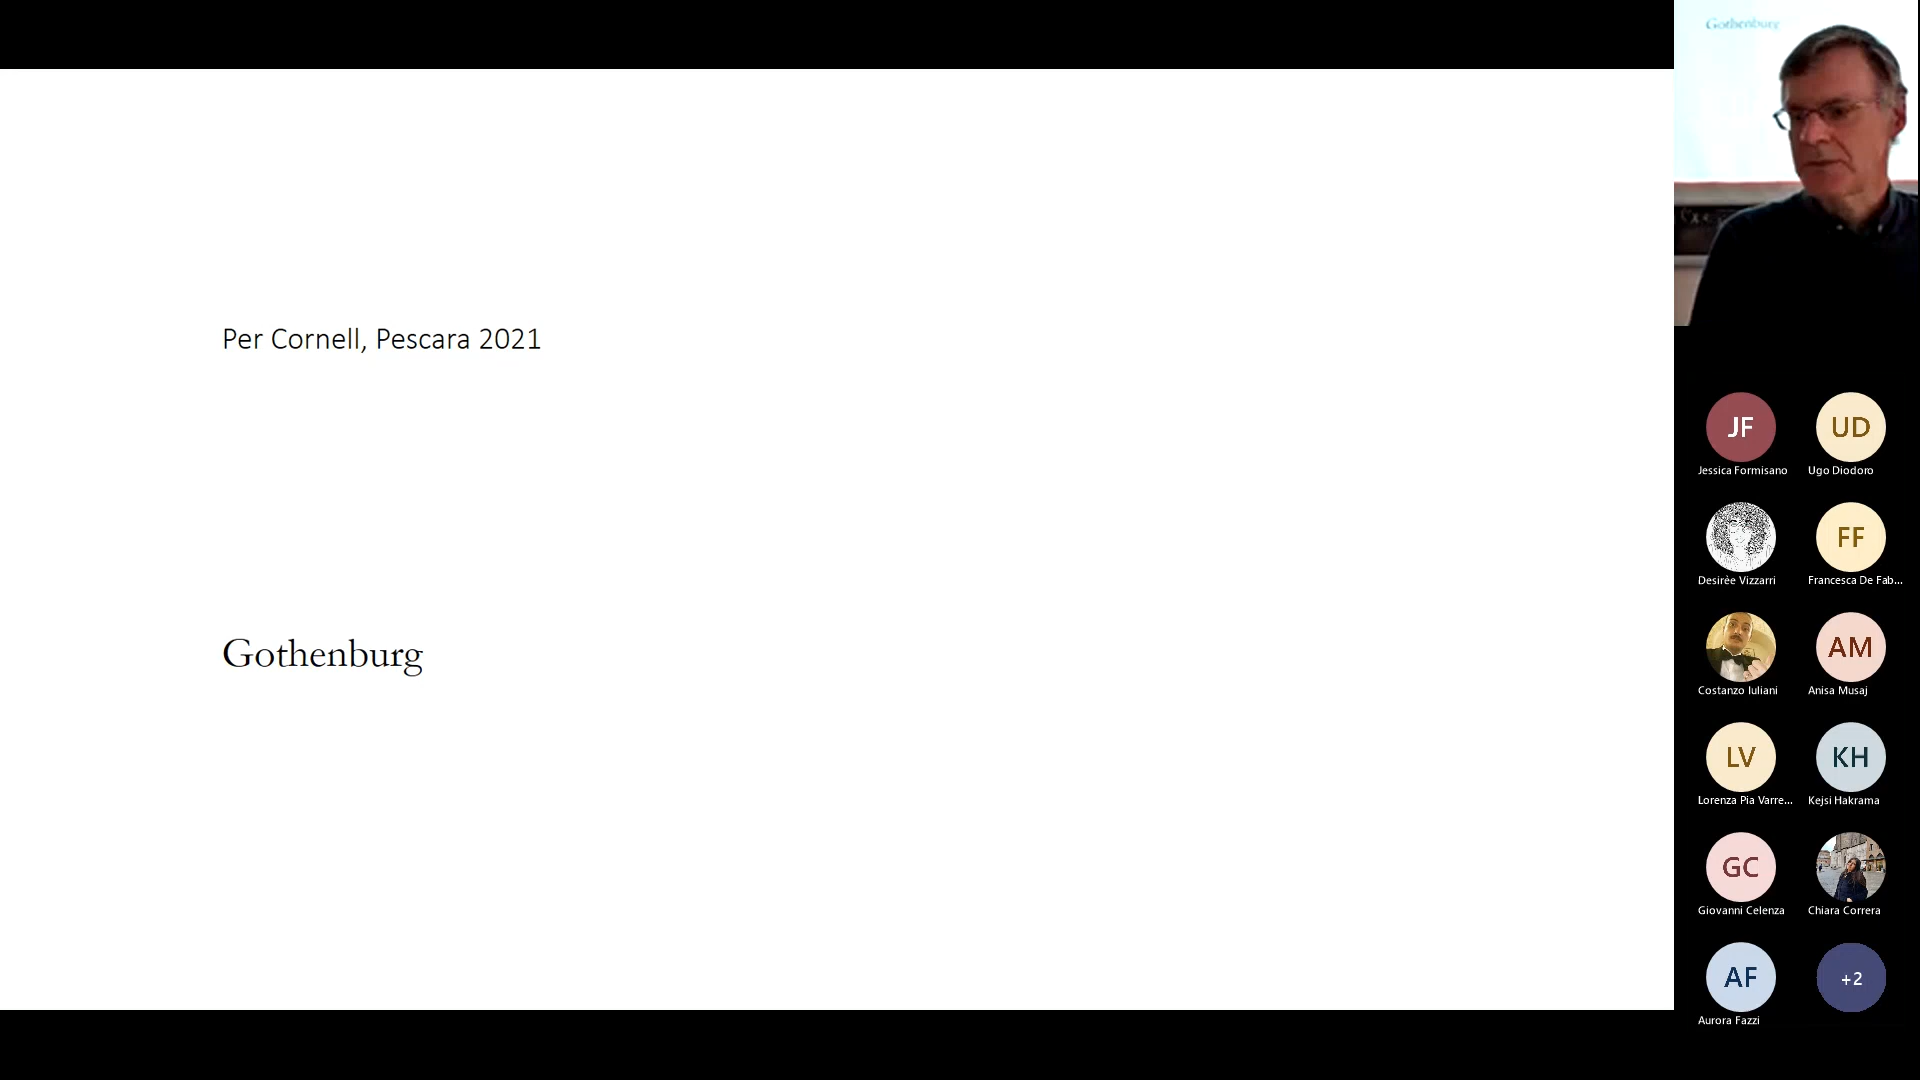 Per Cornell, Pescara 2021
Gothenburg
Gothenburg
JF
Jessica Formisano
UD
Ugo Diodoro
Desirèe Vizzarri
FF
Francesca De Fab...
Costanzo Iuliani
AM
Anisa Musaj
LV
Lorenza Pia Varre...
KH
Kejsi Hakrama
GC
Giovanni Celenza
Chiara Correra
AF
Aurora Fazzi
+2